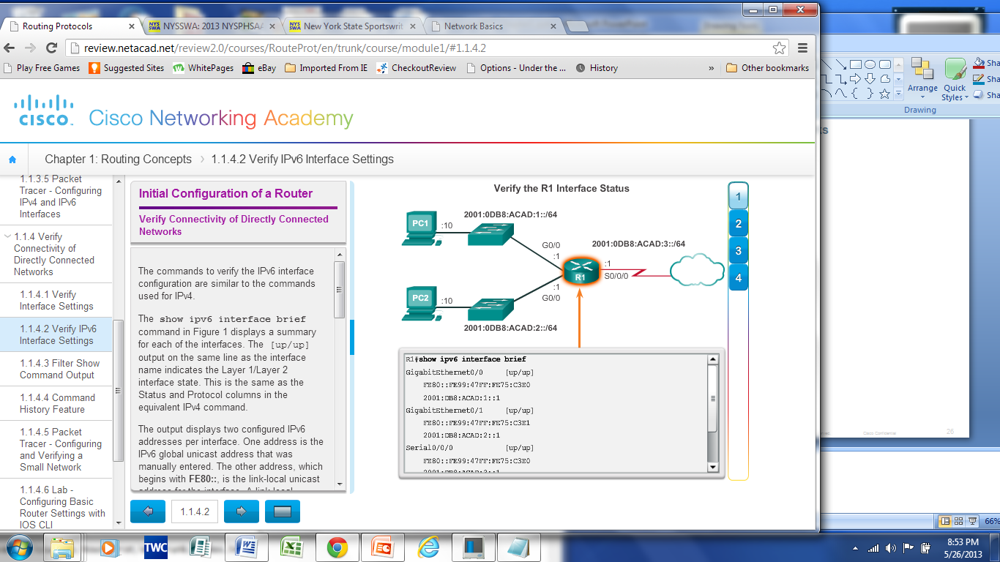 Routing Protocols
NYSSWA: 2013 NYSPHSAA
New York State Sportswrit
Network Basics
review.netacad.net/review2.0/courses/RouteProt/en/trunk/course/module1/#1.1.4.2
Play Free Games
Suggested Sites
WhitePages
eBay
Imported From IE
CheckoutReview
Options - Under the ...
History
»
Other bookmarks
Arrange
Quick
Styles
Sha
Sha
Sha
Drawing
CISCO.
Cisco Networking Academy
Chapter 1: Routing Concepts
1.1.4.2 Verify IPv6 Interface Settings
1.1.3.5 Packet
Tracer - Configuring
IPv4 and IPv6
Interfaces
1.1.4 Verify
Connectivity of
Directly Connected
Networks
1.1.4.1 Verify
Interface Settings
1.1.4.2 Verify IPv6
Interface Settings
1.1.4.3 Filter Show
Command Output
1.1.4.4 Command
History Feature
1.1.4.5 Packet
Tracer - Configuring
and Verifying a
Small Network
1.1.4.6 Lab -
Configuring Basic
Router Settings with
IOS CLI
Initial Configuration of a Router
Verify Connectivity of Directly Connected
Networks
The commands to verify the IPv6 interface
configuration are similar to the commands
used for IPv4.
The show ipv6 interface brief
command in Figure 1 displays a summary
for each of the interfaces. The [up/up]
output on the same line as the interface
name indicates the Layer 1/Layer 2
interface state. This is the same as the
Status and Protocol columns in the
equivalent IPv4 command.
The output displays two configured IPv6
addresses per interface. One address is the
IPv6 global unicast address that was
manually entered. The other address, which
begins with FE80::, is the link-local unicast
address for the interface. A link-local
1.1.4.2
Verify the R1 Interface Status
PC1
:10
2001:0DB8:ACAD:1::/64
G0/0
:1
2001:0DB8:ACAD:3::/64
R1
:1
S0/0/0
PC2
:10
:1
G0/0
2001:0DB8:ACAD:2::/64
R1#show ipv6 interface brief
GigabitEthernet0/0 [up/up]
FE80::FE99:47FF:FE75:C3E0
2001:DB8:ACAD:1::1
GigabitEthernet0/1 [up/up]
FE80::FE99:47FF:FE75:C3E1
2001:DB8:ACAD:2::1
Serial0/0/0 [up/up]
FE80::FE99:47FF:FE75:C3E0
2001:DB8:ACAD:3::1
1
2
3
4
Cisco Confidential
26
66%
TWC
8:53 PM
5/26/2013